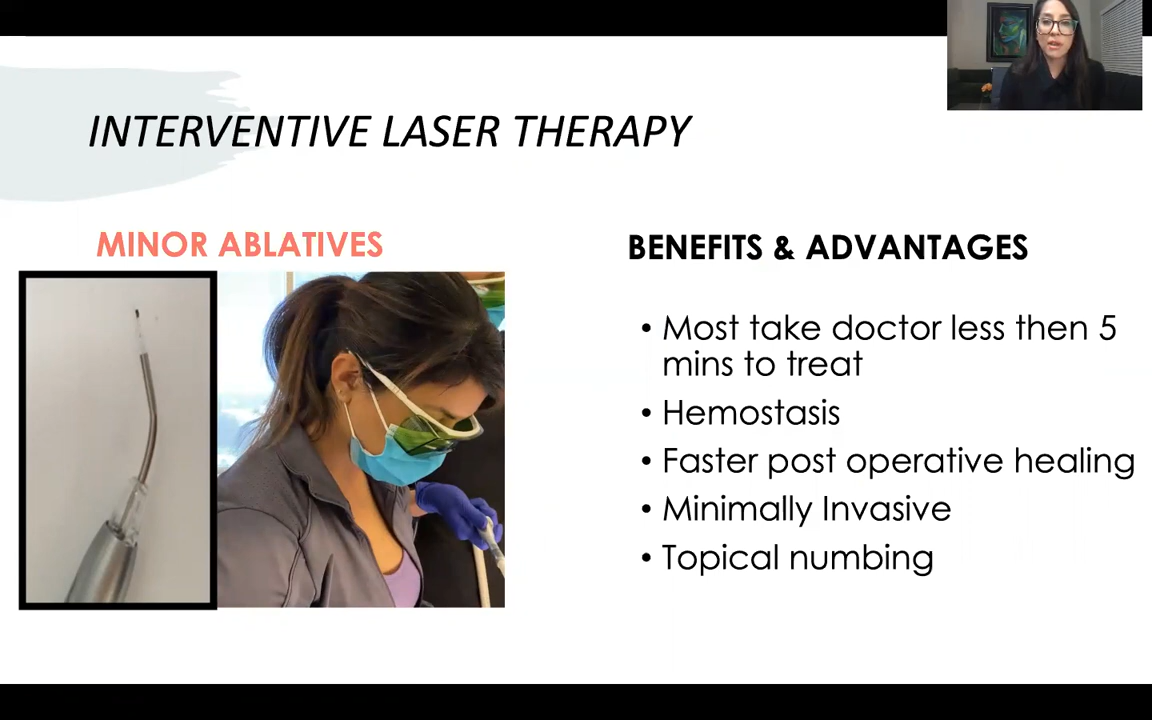 INTERVENTIVE LASER THERAPY
MINOR ABLATIVES
BENEFITS & ADVANTAGES
• Most take doctor less then 5
mins to treat
• Hemostasis
• Faster post operative healing
• Minimally Invasive
• Topical numbing